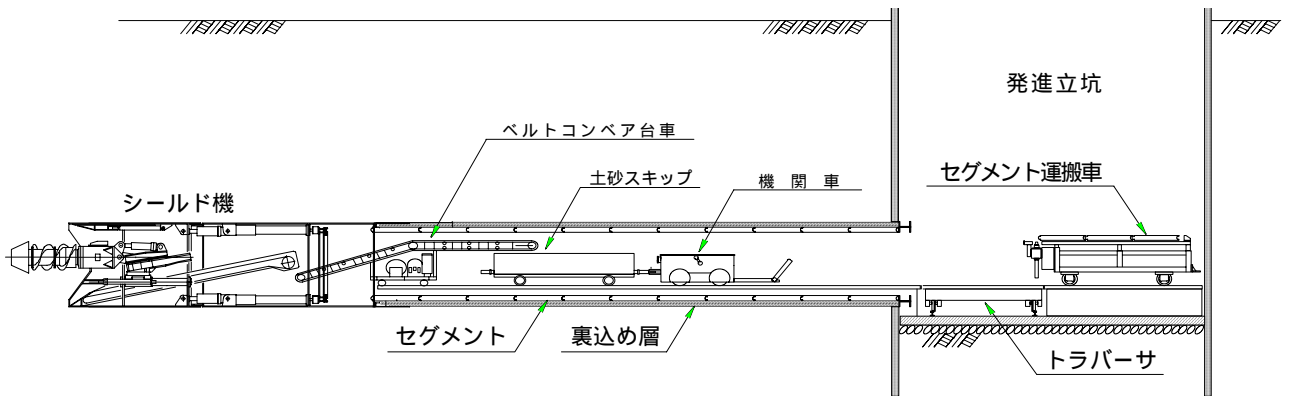 発進立坑
ベルトコンベア台車
セグメント運搬車
土砂スキップ
機関車
シールド機
セグメント
裏込め層
トラバーサ